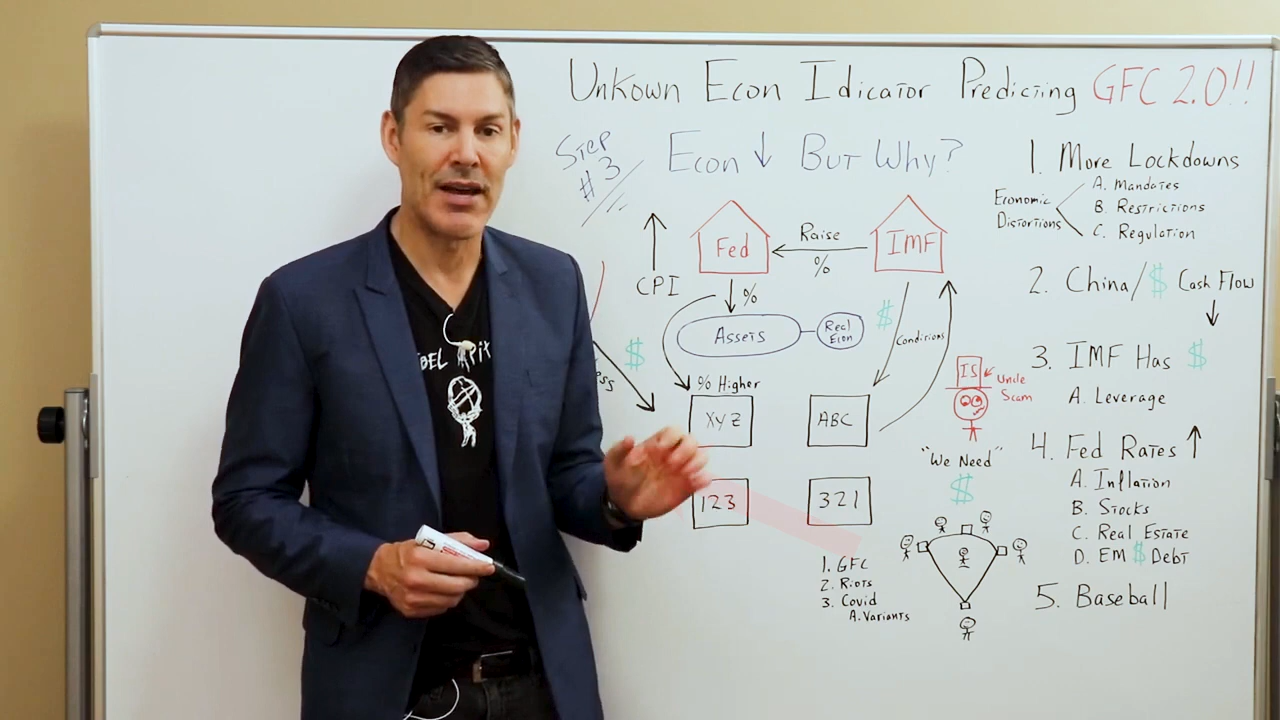 Unkown Econ Idicator Predicting GFC 2.0!!
Step
#3
Econ ↓ But Why?
CPI
Fed
Raise
%
IMF
%
Assets
Real
Econ
$
$
Conditions
% Higher
XYZ
ABC
123
321
1. GFC
2. Riots
3. Covid
A. Variants
IS
Uncle
Scam
"We Need"
$
1. More Lockdowns
Economic
Distortions
A. Mandates
B. Restrictions
C. Regulation
2. China/$ Cash Flow
↓
3. IMF Has $
A. Leverage
4. Fed Rates ↑
A. Inflation
B. Stocks
C. Real Estate
D. EM $ Debt
5. Baseball